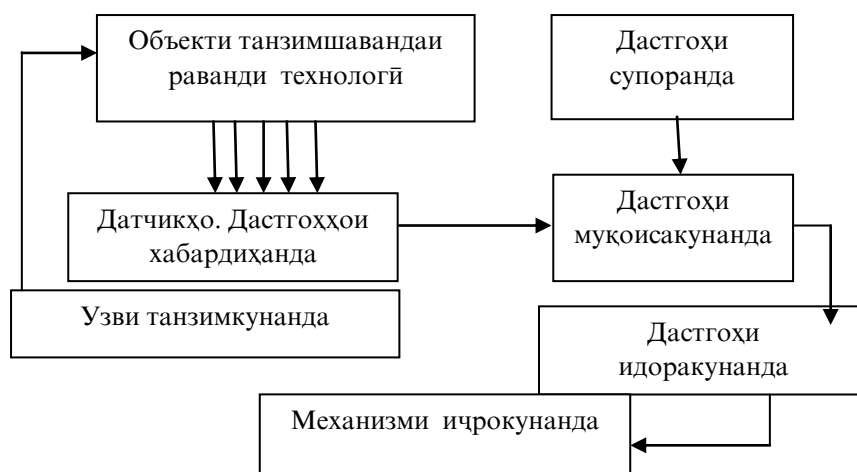 Объекти танзимшавандаи
раванди технологӣ
Дастгоҳи
супоранда
Датчикҳо. Дастгоҳҳои
хабардиҳанда
Дастгоҳи
муқоисакунанда
Узви танзимкунанда
Дастгоҳи
идоракунанда
Механизми иҷрокунанда